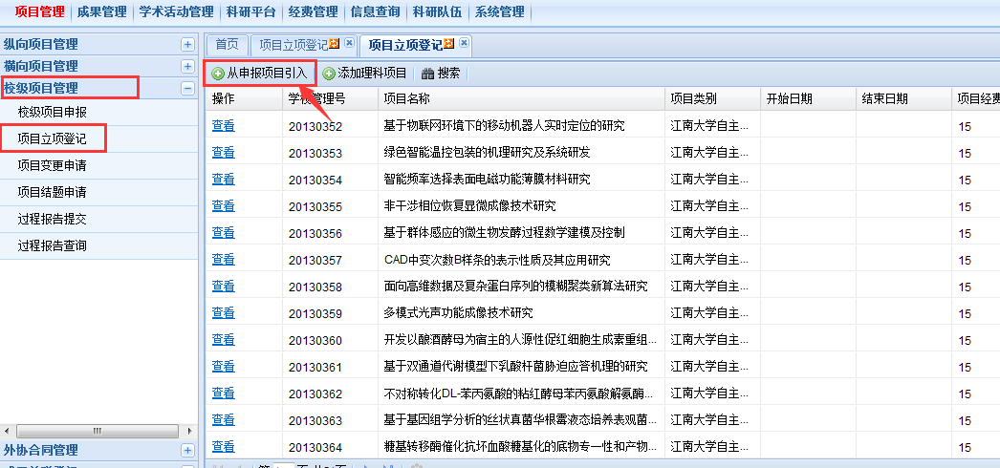 项目管理 成果管理 学术活动管理 科研平台 经费管理 信息查询 科研队伍 系统管理
纵向项目管理
横向项目管理
校级项目管理
校级项目申报
项目立项登记
项目变更申请
项目结题申请
过程报告提交
过程报告查询
外协合同管理
首页 项目立项登记 项目立项登记
从申报项目引入 添加理科项目 搜索
操作 学校管理号 项目名称 项目类别 开始日期 结束日期 项目经费
查看 20130352 基于物联网环境下的移动机器人实时定位的研究 江南大学自主... 15
查看 20130353 绿色智能温控包装的机理研究及系统研发 江南大学自主... 15
查看 20130354 智能频率选择表面电磁功能薄膜材料研究 江南大学自主... 15
查看 20130355 非干涉相位恢复显微成像技术研究 江南大学自主... 15
查看 20130356 基于群体感应的微生物发酵过程数学建模及控制 江南大学自主... 15
查看 20130357 CAD中变次数B样条的表示性质及其应用研究 江南大学自主... 15
查看 20130358 面向高维数据及复杂蛋白序列的模糊聚类新算法研究 江南大学自主... 15
查看 20130359 多模式光声功能成像技术研究 江南大学自主... 15
查看 20130360 开发以酿酒酵母为宿主的人源性促红细胞生成素重组... 江南大学自主... 15
查看 20130361 基于双通道代谢模型下乳酸杆菌胁迫应答机理的研究 江南大学自主... 15
查看 20130362 不对称转化DL-苯丙氨酸的粘红酵母苯丙氨酸解氨酶... 江南大学自主... 15
查看 20130363 基于基因组学分析的丝状真菌华根霉液态培养表观菌... 江南大学自主... 15
查看 20130364 糖基转移酶催化抗坏血酸糖基化的底物专一性和产物... 江南大学自主... 15